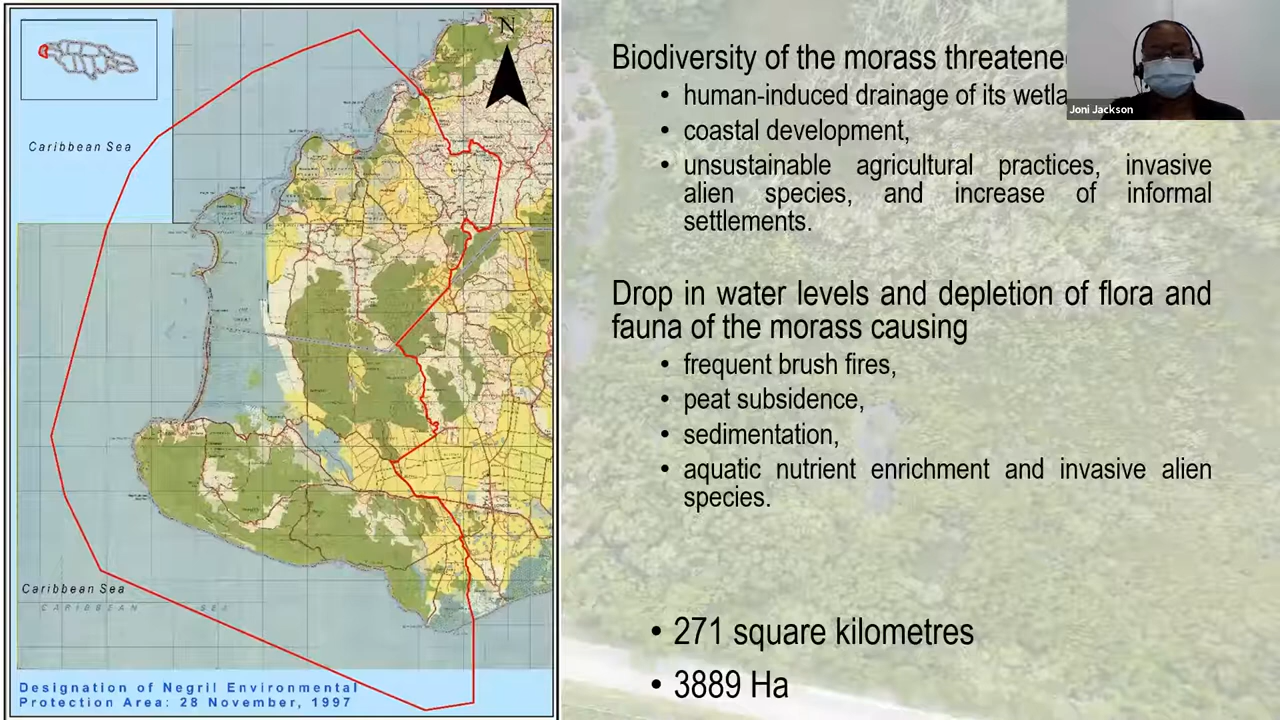 N
Caribbean Sea
Caribbean Sea
CARIBBEAN SEA
Designation of Negril Environmental
Protection Area: 28 November, 1997
Biodiversity of the morass threatene
• human-induced drainage of its wetla
• coastal development,
• unsustainable agricultural practices, invasive
alien species, and increase of informal
settlements.
Drop in water levels and depletion of flora and
fauna of the morass causing
• frequent brush fires,
• peat subsidence,
• sedimentation,
• aquatic nutrient enrichment and invasive alien
species.
• 271 square kilometres
• 3889 Ha
Joni Jackson